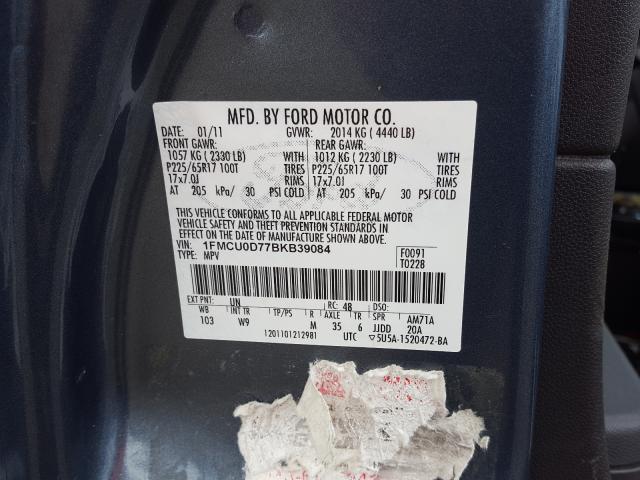 MFD. BY FORD MOTOR CO.
DATE: 01/11 GVWR: 2014 KG ( 4440 LB)
FRONT GAWR: REAR GAWR:
1057 KG ( 2330 LB) WITH 1012 KG ( 2230 LB) WITH
P225/65R17 100T TIRES P225/65R17 100T TIRES
17x7.0J RIMS 17x7.0J RIMS
AT 205 kPa/ 30 PSI COLD AT 205 kPa/ 30 PSI COLD
THIS VEHICLE CONFORMS TO ALL APPLICABLE FEDERAL MOTOR
VEHICLE SAFETY AND THEFT PREVENTION STANDARDS IN EFFECT ON
THE DATE OF MANUFACTURE SHOWN ABOVE.
VIN: 1FMCU0D77BKB39084 F0091
TYPE: MPV T0228
EXT PNT: UN RC: 48 DSO:
WB INT TR TP/PS R AXLE TR SPR AM71A
103 W9 M 35 6 JJDD 20A
1201101212981 UTC ▽5U5A-1520472-BA